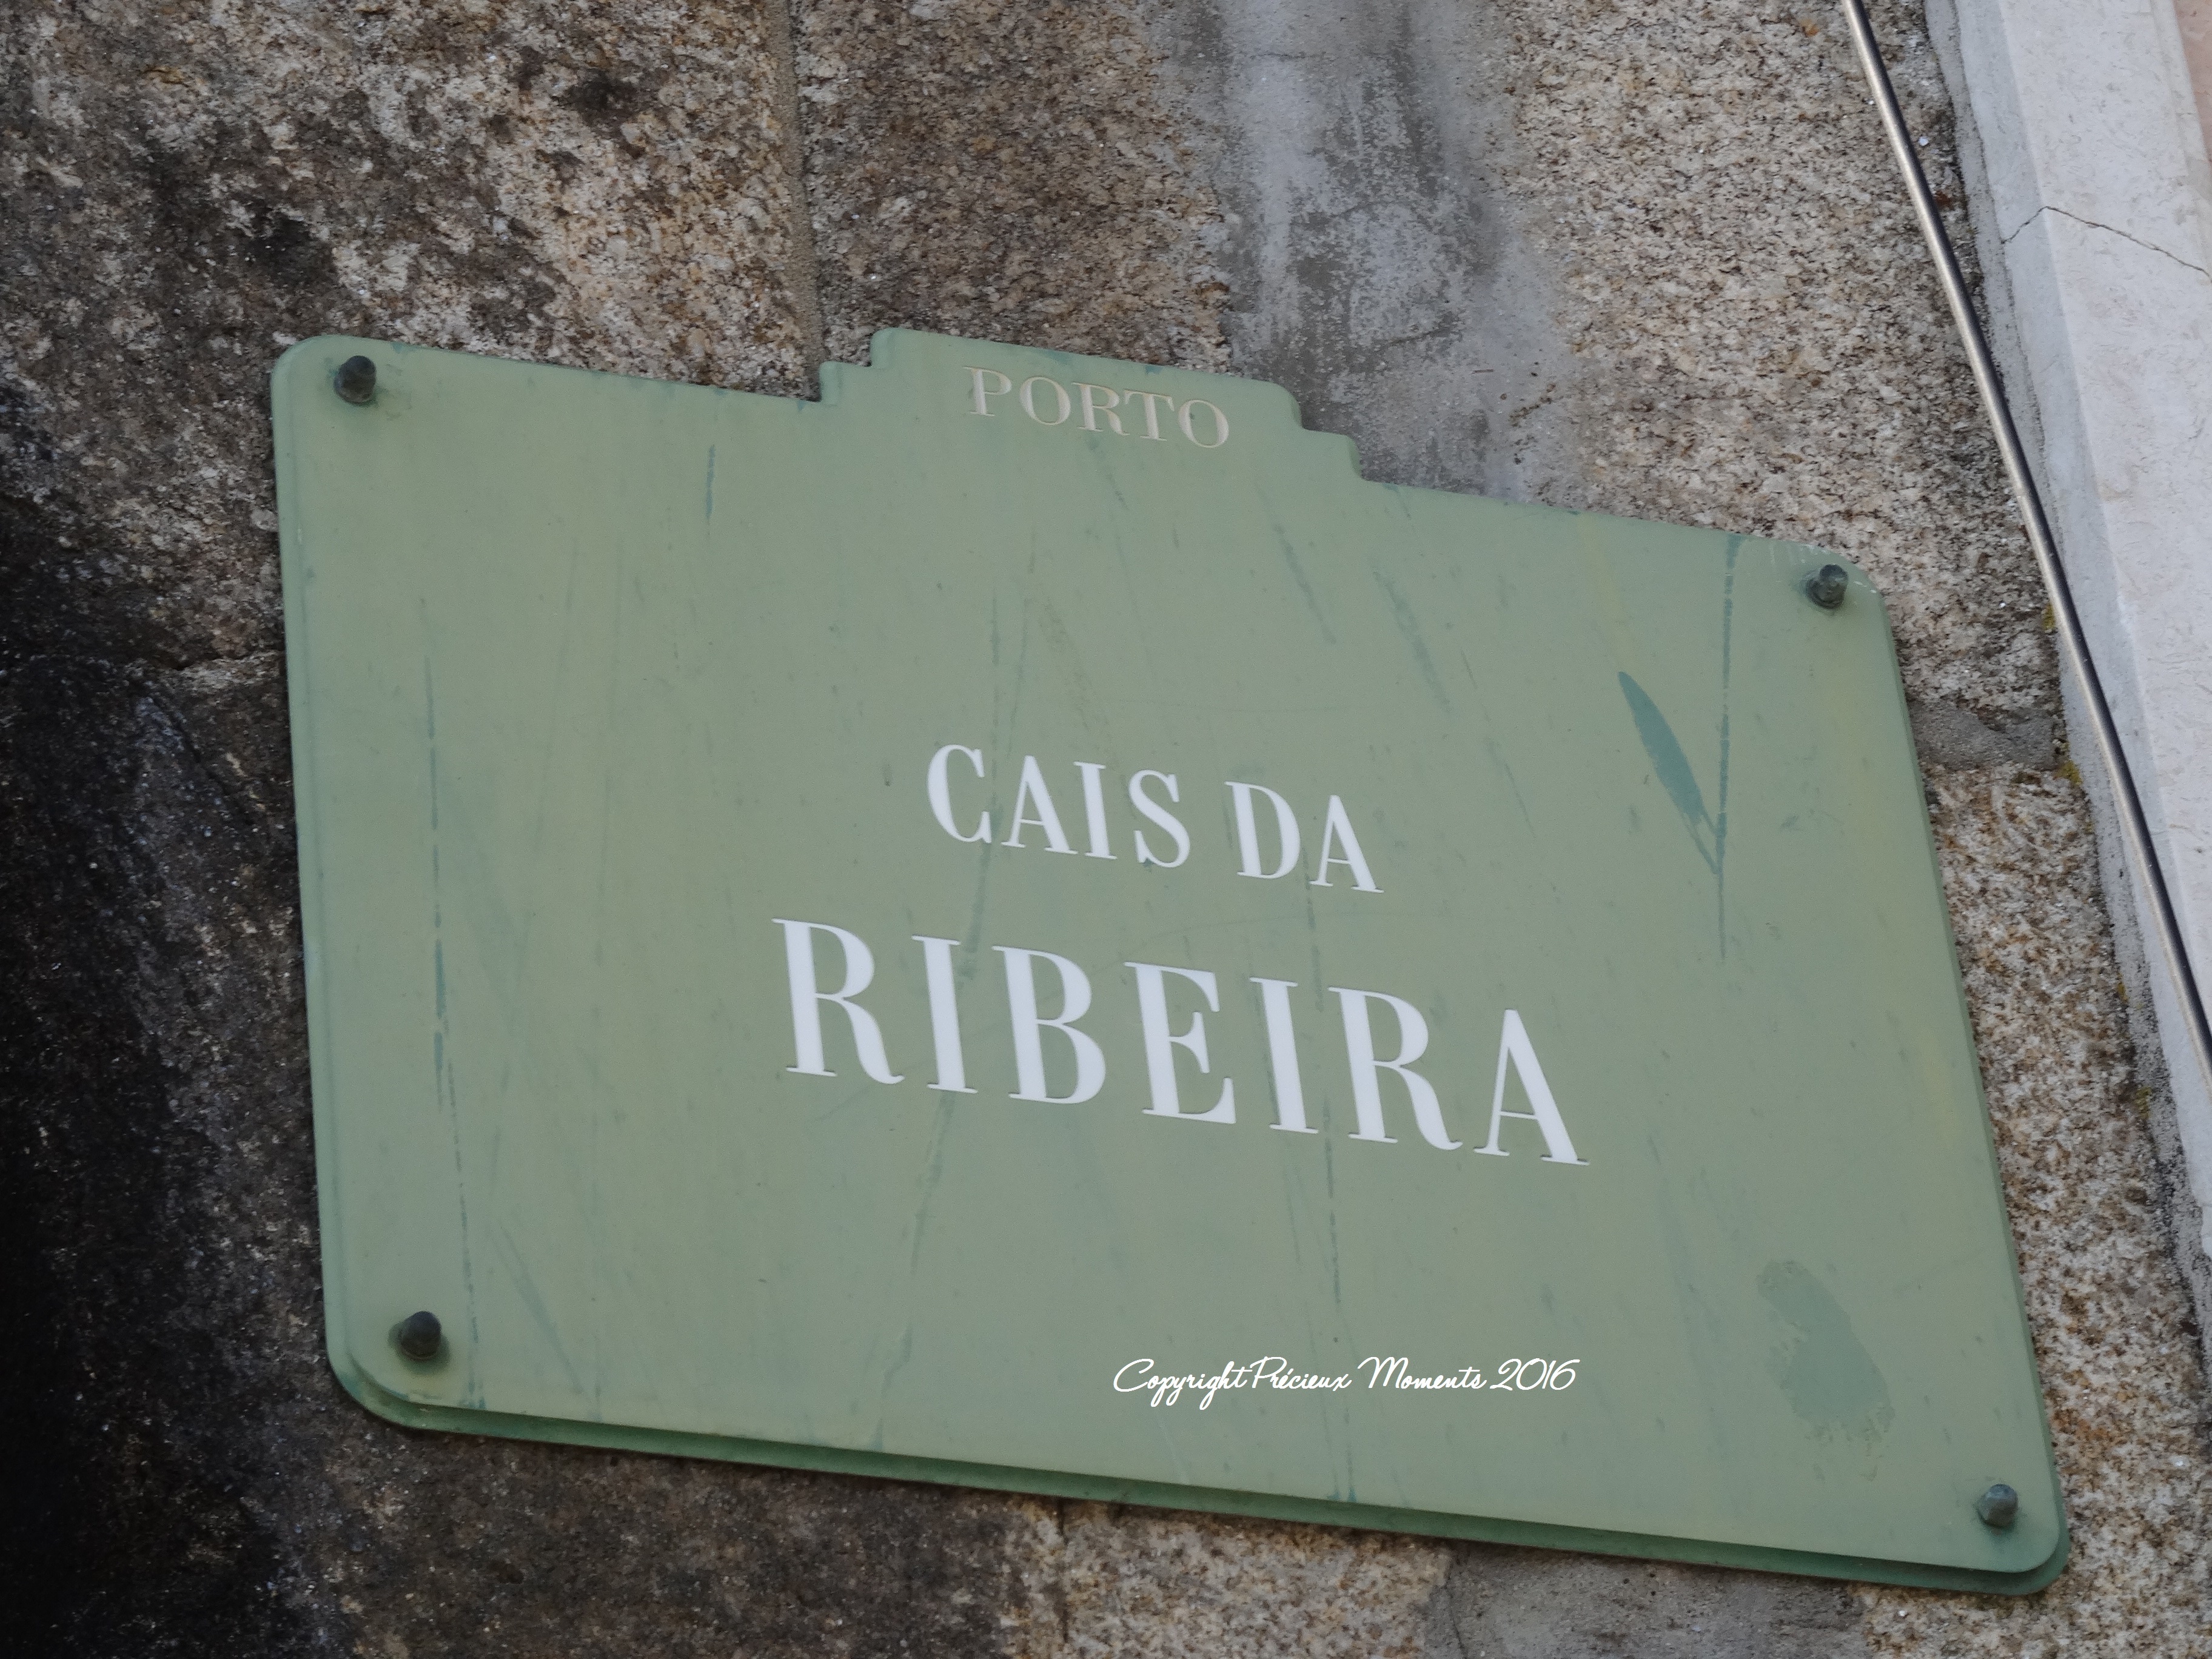 PORTO
CAIS DA
RIBEIRA
Copyright Précieux Moments 2016